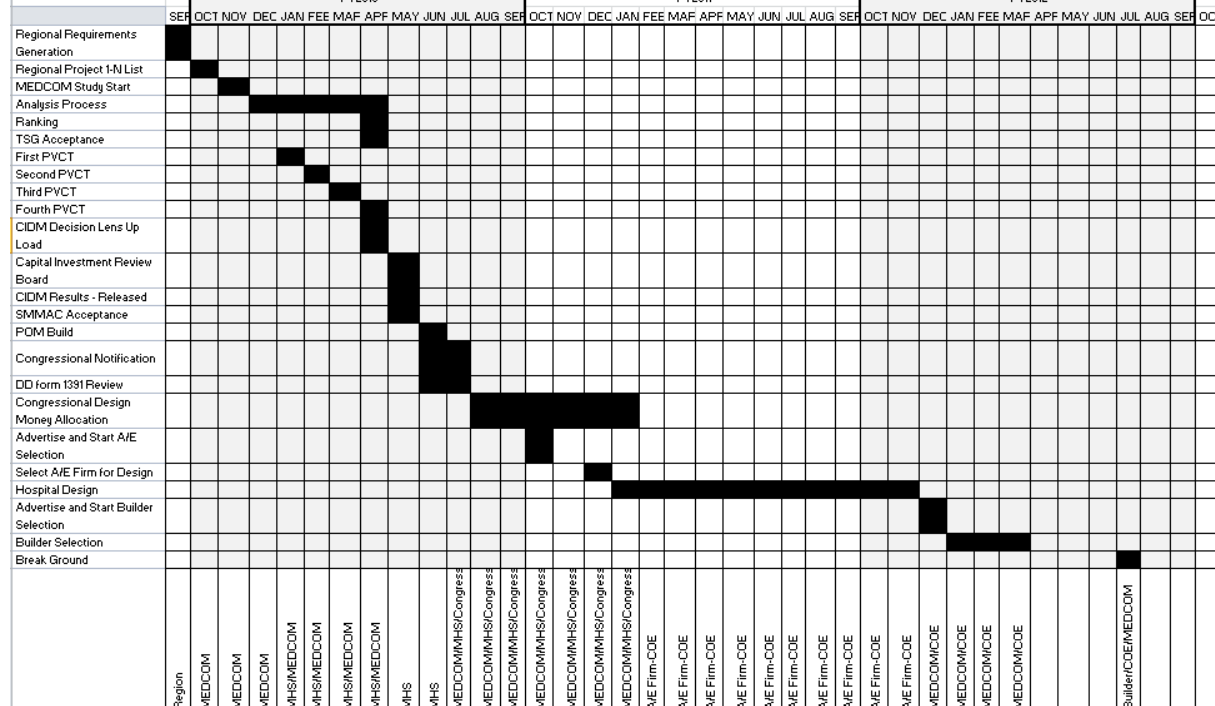 SEP OCT NOV DEC JAN FEB MAR APR MAY JUN JUL AUG SEP OCT NOV DEC JAN FEB MAR APR MAY JUN JUL AUG SEP OCT NOV DEC JAN FEB MAR APR MAY JUN JUL AUG SEP OC
Regional Requirements
Generation
Regional Project 1-N List
MEDCOM Study Start
Analysis Process
Ranking
TSG Acceptance
First PVCT
Second PVCT
Third PVCT
Fourth PVCT
CIDM Decision Lens Up
Load
Capital Investment Review
Board
CIDM Results - Released
SMMAC Acceptance
POM Build
Congressional Notification
DD form 1391 Review
Congressional Design
Money Allocation
Advertise and Start A/E
Selection
Select A/E Firm for Design
Hospital Design
Advertise and Start Builder
Selection
Builder Selection
Break Ground
Region
MEDCOM
MEDCOM
MEDCOM
MHS/MEDCOM
MHS/MEDCOM
MHS/MEDCOM
MHS/MEDCOM
MHS
MHS
MEDCOM/MHS/Congress
MEDCOM/MHS/Congress
MEDCOM/MHS/Congress
MEDCOM/MHS/Congress
MEDCOM/MHS/Congress
MEDCOM/MHS/Congress
MEDCOM/MHS/Congress
A/E Firm-COE
A/E Firm-COE
A/E Firm-COE
A/E Firm-COE
A/E Firm-COE
A/E Firm-COE
A/E Firm-COE
A/E Firm-COE
A/E Firm-COE
A/E Firm-COE
MEDCOM/COE
MEDCOM/COE
MEDCOM/COE
MEDCOM/COE
Builder/COE/MEDCOM